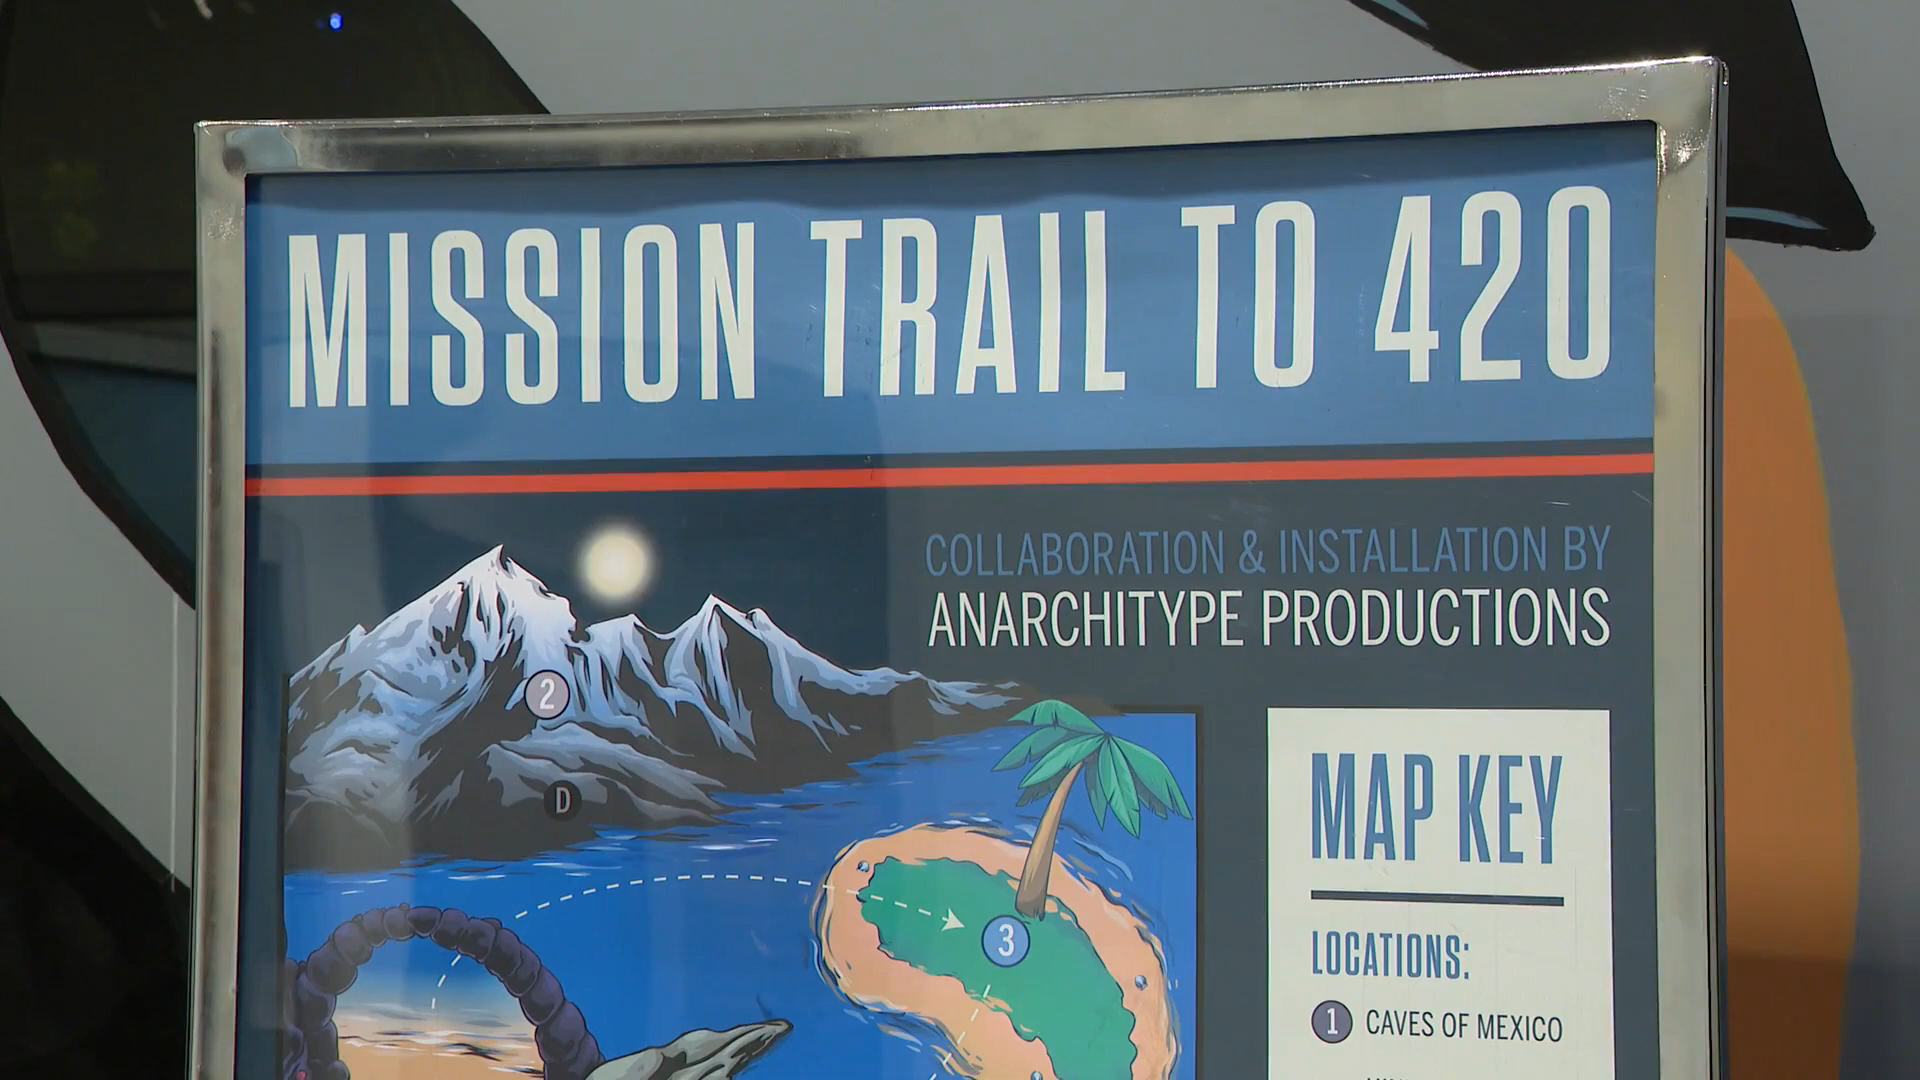 MISSION TRAIL TO 420
COLLABORATION & INSTALLATION BY
ANARCHITYPE PRODUCTIONS
2
D
3
MAP KEY
LOCATIONS:
1 CAVES OF MEXICO